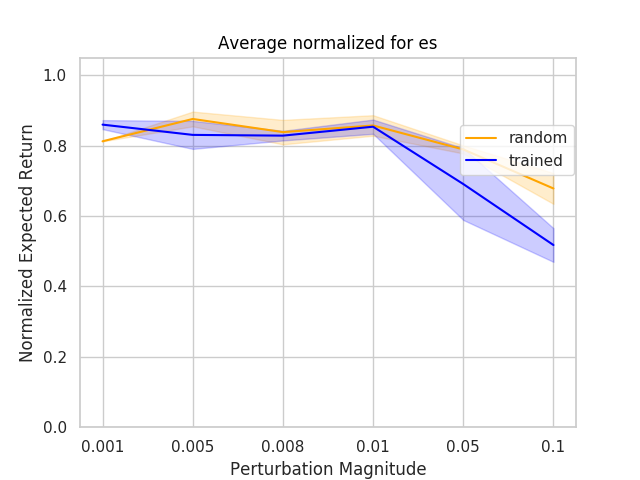 Average normalized for es
Normalized Expected Return
1.0
0.8
0.6
0.4
0.2
0.0
random
trained
0.001 0.005 0.008 0.01 0.05 0.1
Perturbation Magnitude